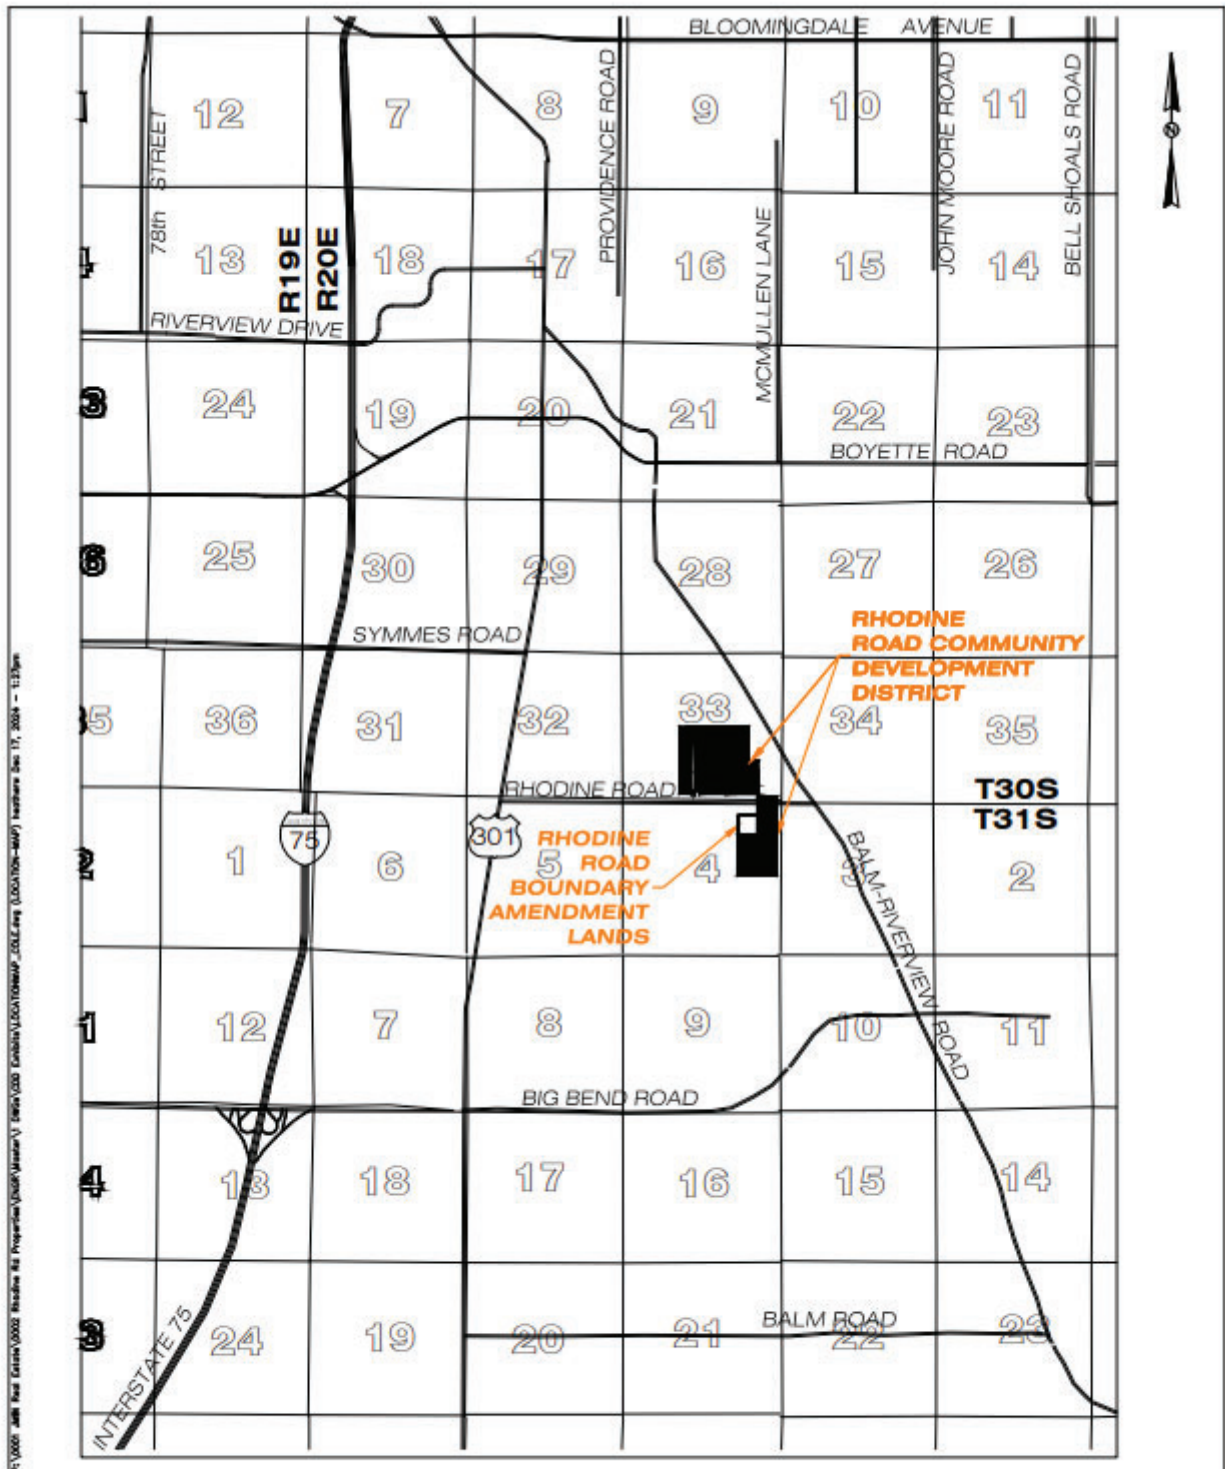 BLOOMINGDALE AVENUE
12
7
8
9
10
11
78th STREET
PROVIDENCE ROAD
JOHN MOORE ROAD
BELL SHOALS ROAD
MCMULLEN LANE
13
R19E
R20E
18
17
16
15
14
RIVERVIEW DRIVE
24
19
20
21
22
23
BOYETTE ROAD
25
30
29
28
27
26
SYMMES ROAD
RHODINE
ROAD COMMUNITY
DEVELOPMENT
DISTRICT
36
31
32
33
34
35
RHODINE ROAD
T30S
T31S
75
301
RHODINE
ROAD
BOUNDARY
AMENDMENT
LANDS
1
6
5
4
2
BALM-RIVERVIEW ROAD
12
7
8
9
10
11
BIG BEND ROAD
13
18
17
16
15
14
BALM ROAD
24
19
20
21
22
23
INTERSTATE 75